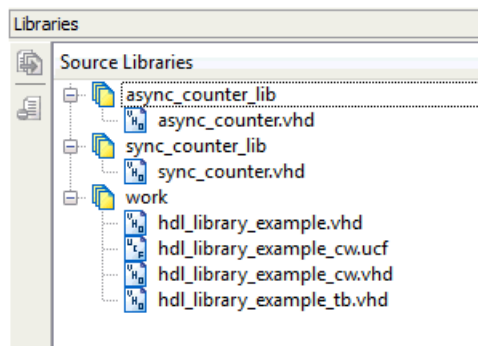 Libraries
Source Libraries
async_counter_lib
async_counter.vhd
sync_counter_lib
sync_counter.vhd
work
hdl_library_example.vhd
hdl_library_example_cw.ucf
hdl_library_example_cw.vhd
hdl_library_example_tb.vhd